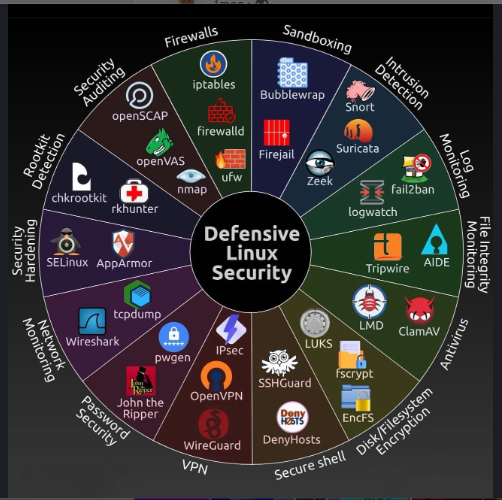 Firewalls
iptables
firewalld
ufw
Sandboxing
Bubblewrap
Firejail
Intrusion
Detection
Snort
Suricata
Zeek
Log
Monitoring
fail2ban
logwatch
File Integrity
Monitoring
Tripwire
AIDE
Antivirus
LMD
ClamAV
Disk/Filesystem
Encryption
LUKS
fscrypt
EncFS
Secure shell
SSHGuard
Deny
HOSTS
DenyHosts
VPN
IPsec
OpenVPN
WireGuard
Password
Security
pwgen
John the
Ripper
Network
Monitoring
tcpdump
Wireshark
Security
Hardening
SELinux
AppArmor
Rootkit
Detection
chkrootkit
rkhunter
Security
Auditing
openSCAP
openVAS
nmap
Defensive
Linux
Security